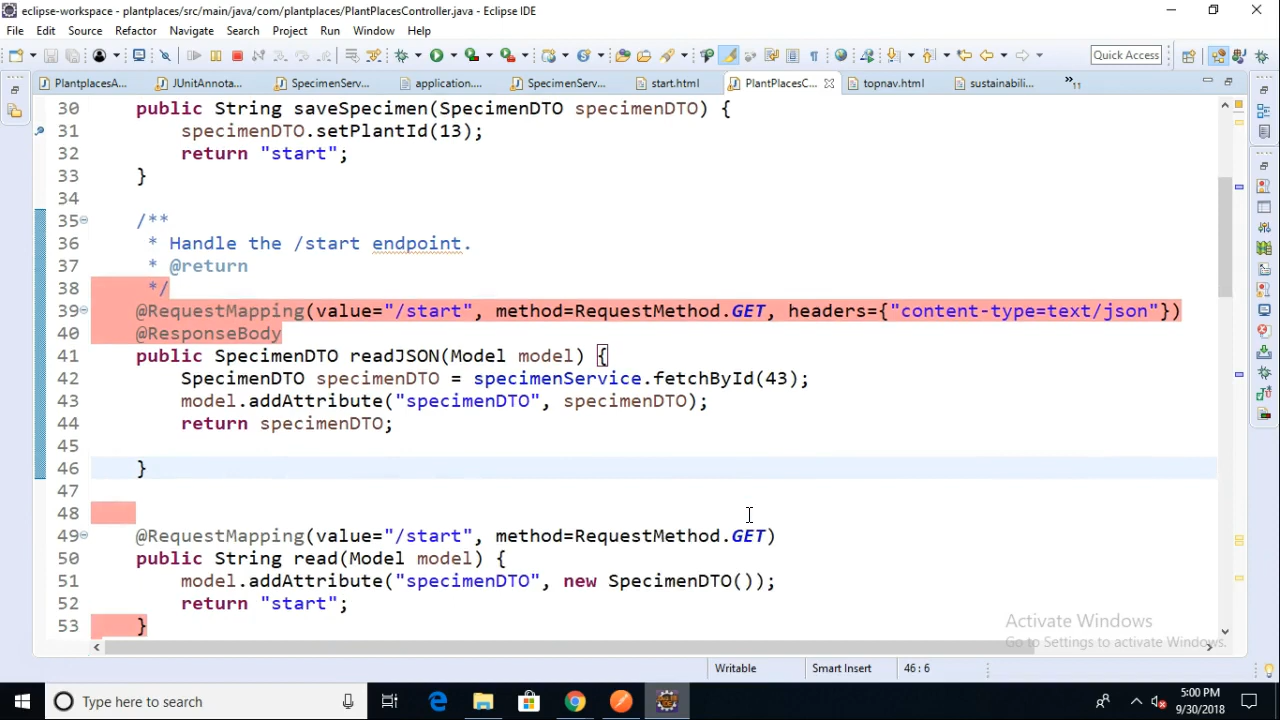 eclipse-workspace - plantplaces/src/main/java/com/plantplaces/PlantPlacesController.java - Eclipse IDE
File Edit Source Refactor Navigate Search Project Run Window Help
Quick Access
PlantplacesA... JUnitAnnota... SpecimenServ... application.... SpecimenServ... start.html PlantPlacesC... topnav.html sustainabili... »11
30 public String saveSpecimen(SpecimenDTO specimenDTO) {
31 specimenDTO.setPlantId(13);
32 return "start";
33 }
34
35 /**
36 * Handle the /start endpoint.
37 * @return
38 */
39 @RequestMapping(value="/start", method=RequestMethod.GET, headers={"content-type=text/json"})
40 @ResponseBody
41 public SpecimenDTO readJSON(Model model) {
42 SpecimenDTO specimenDTO = specimenService.fetchById(43);
43 model.addAttribute("specimenDTO", specimenDTO);
44 return specimenDTO;
45
46 }
47
48
49 @RequestMapping(value="/start", method=RequestMethod.GET)
50 public String read(Model model) {
51 model.addAttribute("specimenDTO", new SpecimenDTO());
52 return "start";
53 }
Activate Windows
Go to Settings to activate Windows.
Writable Smart Insert 46 : 6
Type here to search
5:00 PM
9/30/2018